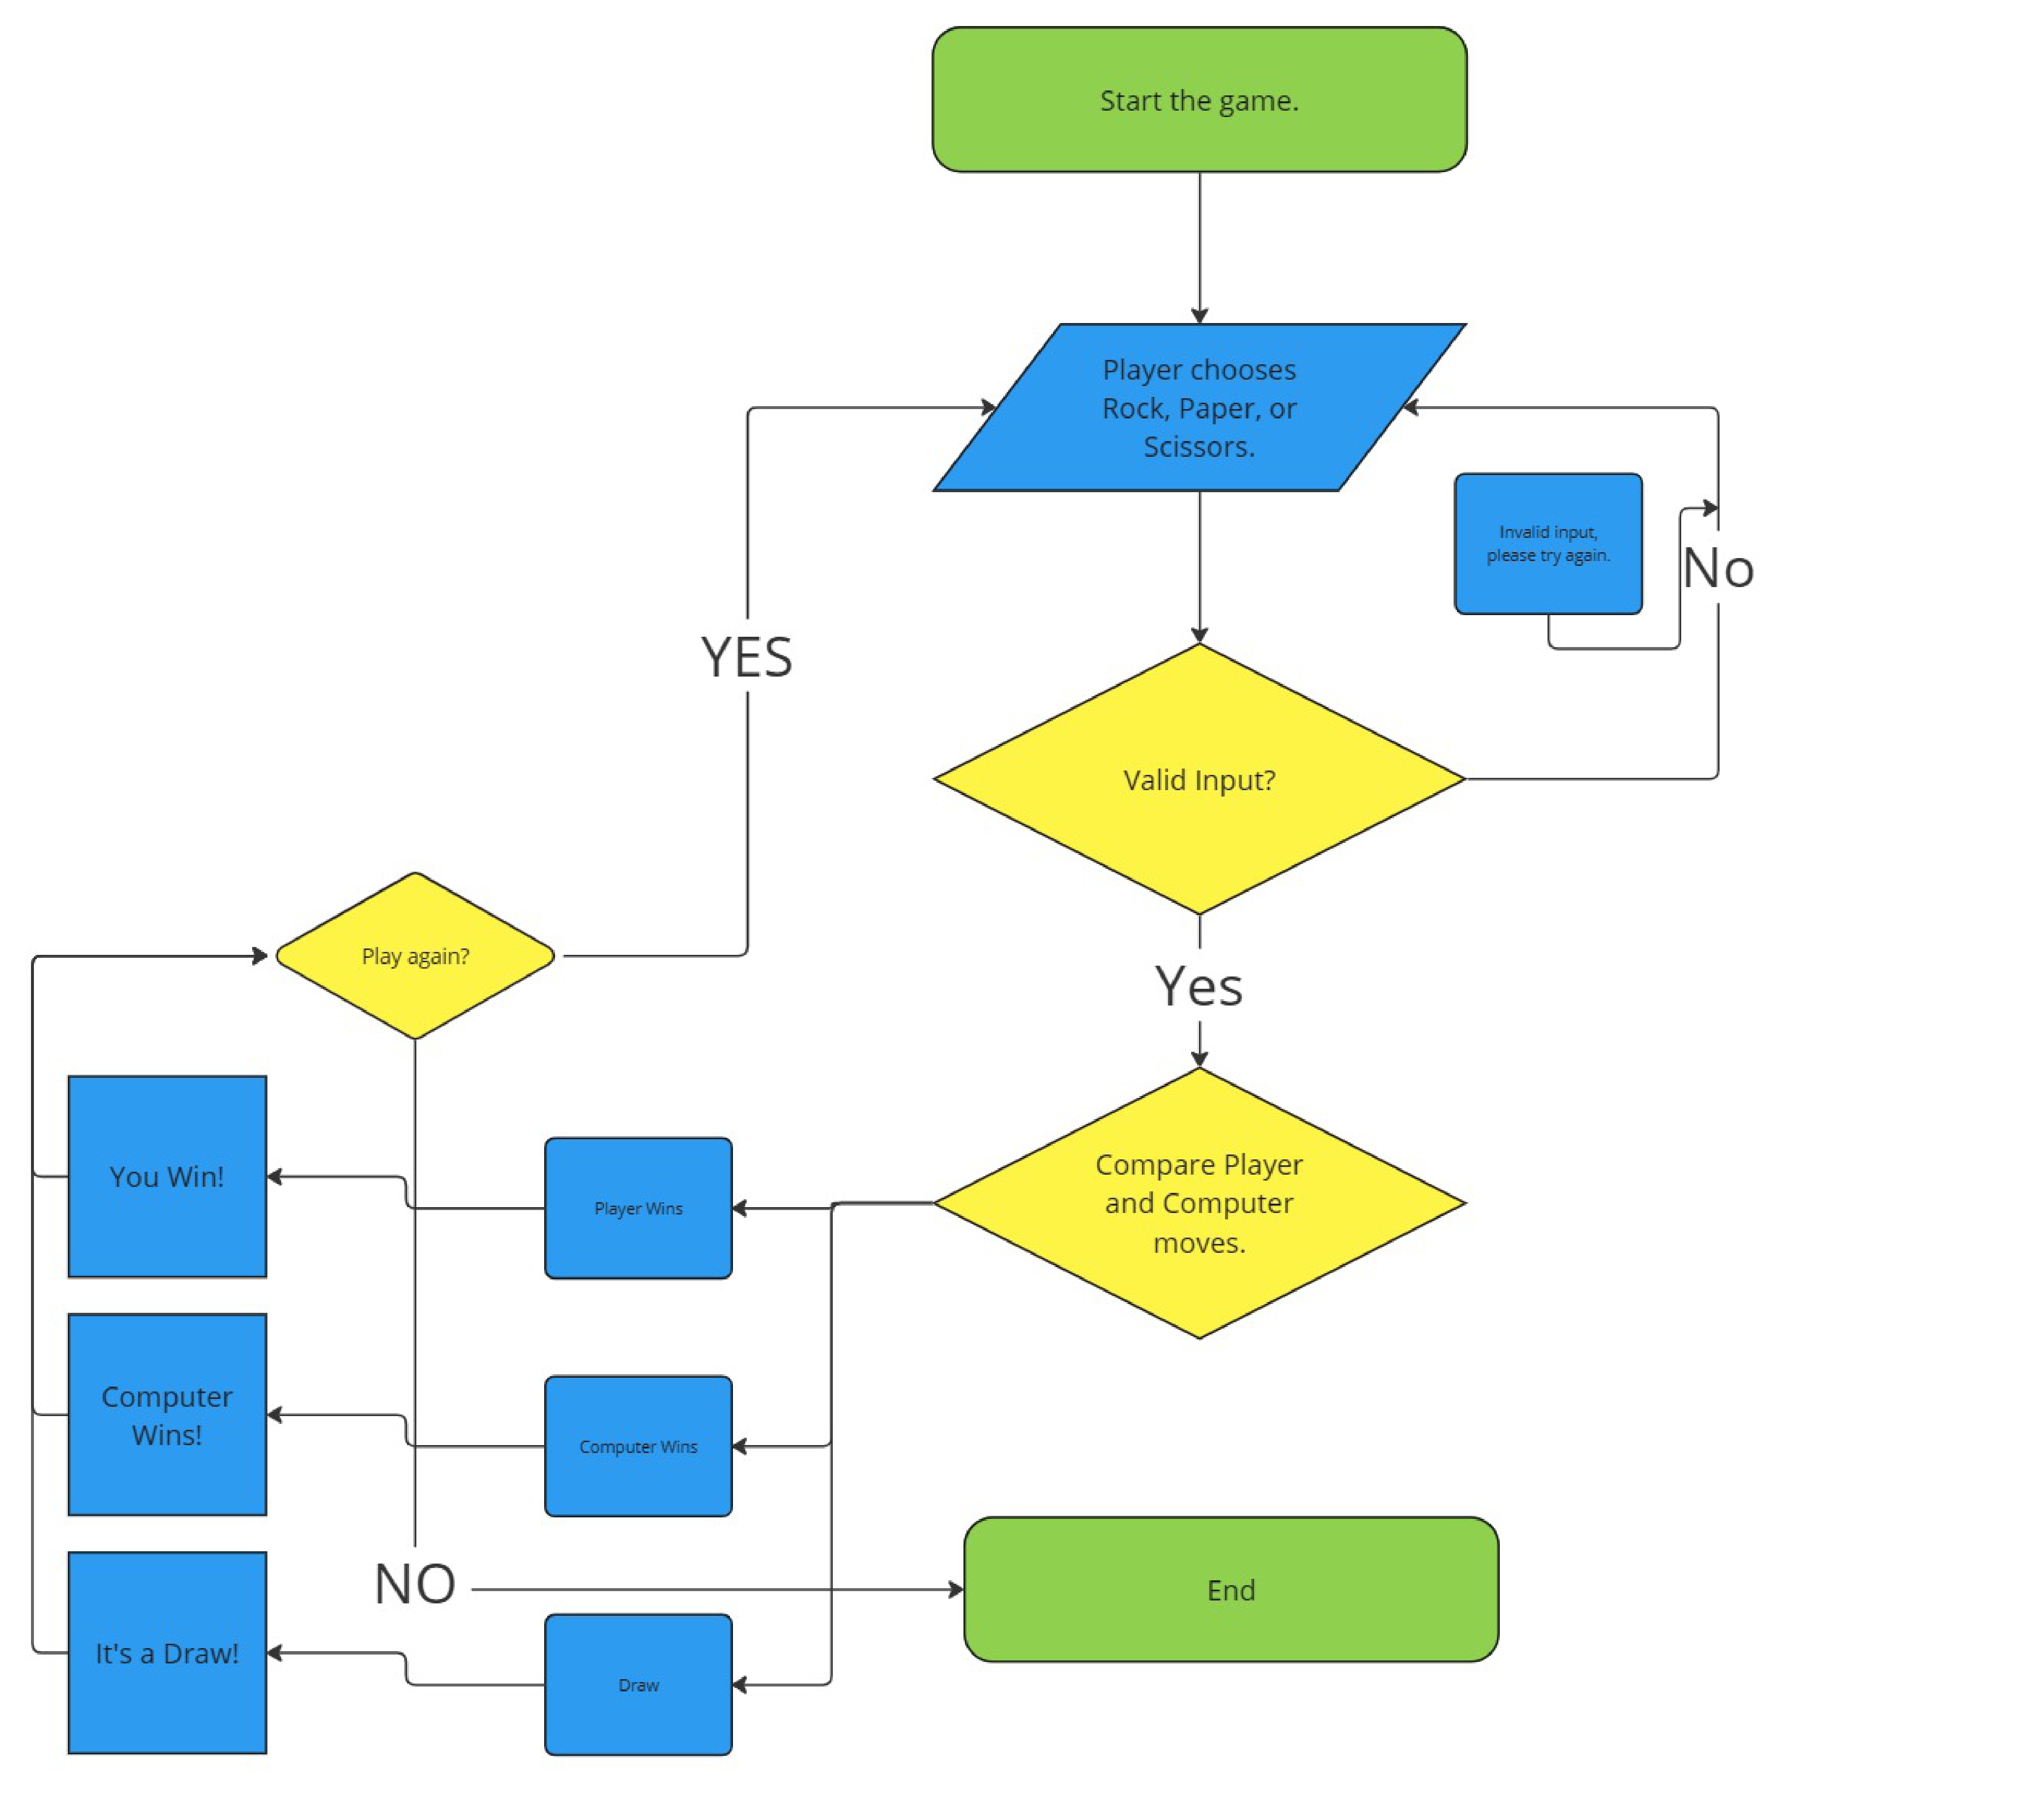 Start the game.
Player chooses
Rock, Paper, or
Scissors.
Invalid input,
please try again.
No
YES
Valid Input?
Play again?
Yes
You Win!
Player Wins
Compare Player
and Computer
moves.
Computer
Wins!
Computer Wins
NO
End
It's a Draw!
Draw